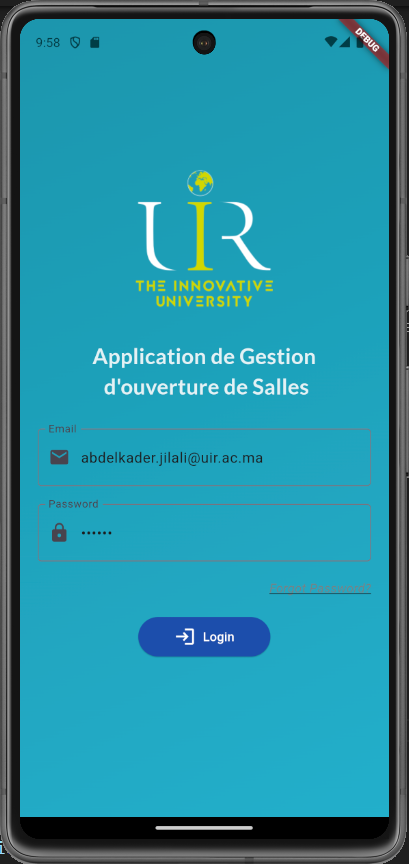 9:58
DEBUG
UIR
THE INNOVATIVE
UNIVERSITY
Application de Gestion
d'ouverture de Salles
Email
abdelkader.jilali@uir.ac.ma
Password
••••••
Forgot Password?
Login